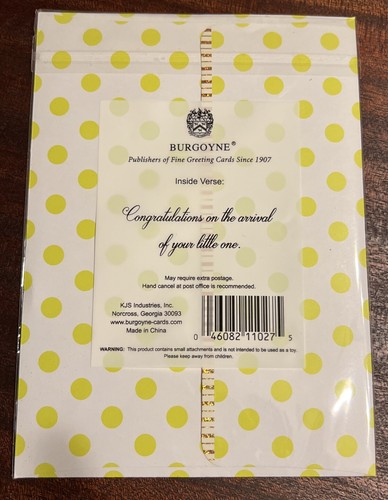 BURGOYNE®
Publishers of Fine Greeting Cards Since 1907
Inside Verse:
Congratulations on the arrival
of your little one.
May require extra postage.
Hand cancel at post office is recommended.
KJS Industries, Inc.
Norcross, Georgia 30093
www.burgoyne-cards.com
Made in China
0 46082 11027 5
WARNING: This product contains small attachments and is not intended to be used as a toy.
Please keep away from children.